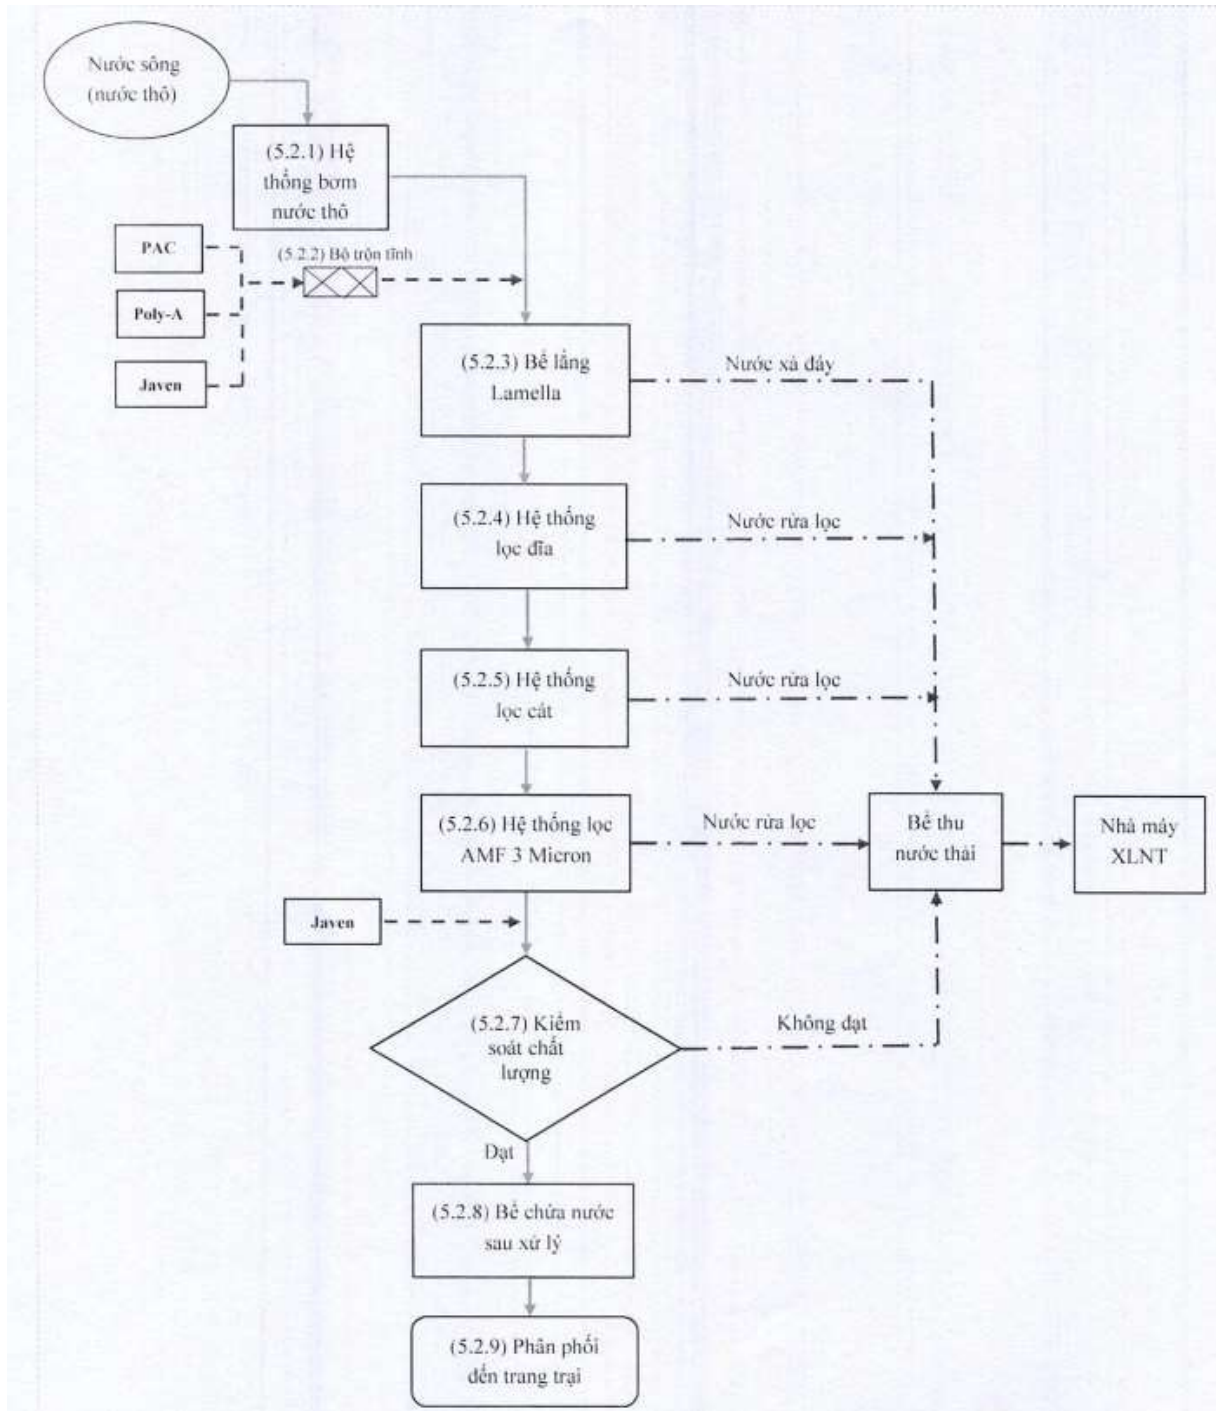 Nước sông
(nước thô)
(5.2.1) Hệ
thống bơm
nước thô
PAC
(5.2.2) Bộ trộn tĩnh
Poly-A
Javen
(5.2.3) Bể lắng
Lamella
Nước xả đáy
(5.2.4) Hệ thống
lọc đĩa
Nước rửa lọc
(5.2.5) Hệ thống
lọc cát
Nước rửa lọc
(5.2.6) Hệ thống lọc
AMF 3 Micron
Nước rửa lọc
Bể thu
nước thải
Nhà máy
XLNT
Javen
(5.2.7) Kiểm
soát chất
lượng
Không đạt
Đạt
(5.2.8) Bể chứa nước
sau xử lý
(5.2.9) Phân phối
đến trang trại